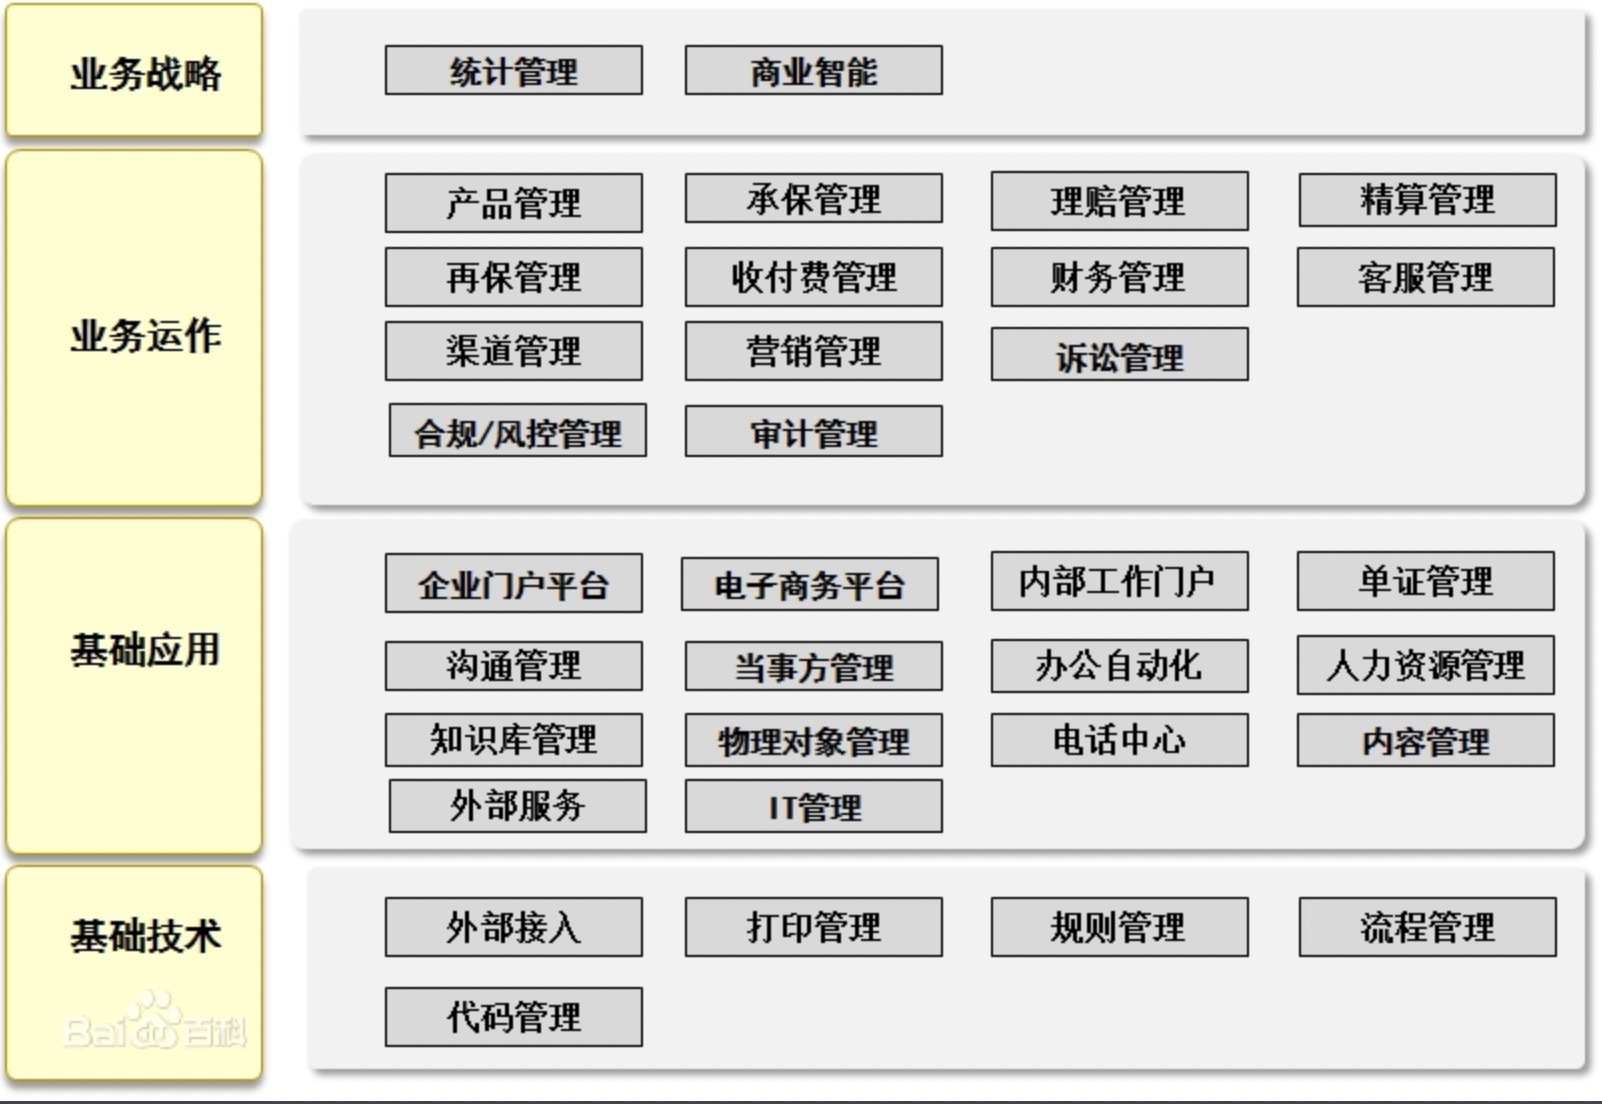 业务战略
统计管理 商业智能
业务运作
产品管理 承保管理 理赔管理 精算管理
再保管理 收付费管理 财务管理 客服管理
渠道管理 营销管理 诉讼管理
合规/风控管理 审计管理
基础应用
企业门户平台 电子商务平台 内部工作门户 单证管理
沟通管理 当事方管理 办公自动化 人力资源管理
知识库管理 物理对象管理 电话中心 内容管理
外部服务 IT管理
基础技术
外部接入 打印管理 规则管理 流程管理
代码管理
Bai du 百科